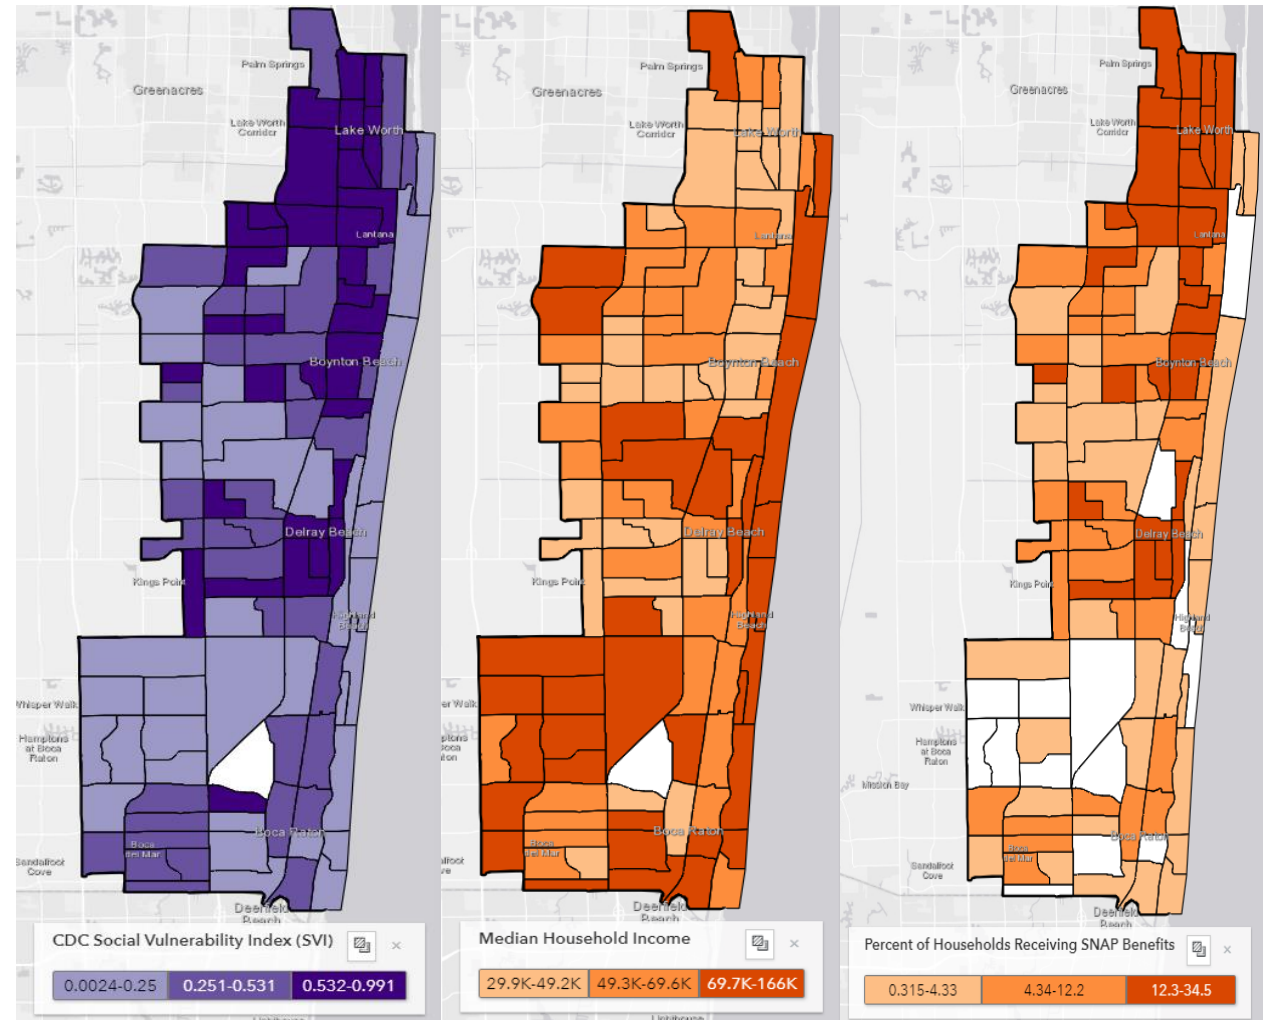 Palm Springs
Greenacres
Lake Worth
Corridor
Lake Worth
Lantana
Boynton Beach
Delray Beach
Kings Point
Highland
Beach
Whisper Walk
Hamptons
at Boca
Raton
Boca Raton
Boca
del Mar
Sandalfoot
Cove
Deerfield
Beach
CDC Social Vulnerability Index (SVI)
×
0.0024-0.25
0.251-0.531
0.532-0.991
Palm Springs
Greenacres
Lake Worth
Corridor
Lake Worth
Lantana
Boynton Beach
Delray Beach
Kings Point
Highland
Beach
er Walk
ptons
oca
ton
Boca Raton
Boca
del Mar
alfoot
ve
Deerfield
Beach
Median Household Income
×
29.9K-49.2K
49.3K-69.6K
69.7K-166K
Palm Springs
Greenacres
Lake Worth
Corridor
Lake Worth
Lantana
Boynton Beach
Delray Beach
Kings Point
Highland
Beach
Whisper Walk
Hamptons
at Boca
Raton
Mission Bay
Boca Raton
Boca
del Mar
Sandalfoot
Cove
Deerfield
Beach
Percent of Households Receiving SNAP Benefits
×
0.315-4.33
4.34-12.2
12.3-34.5